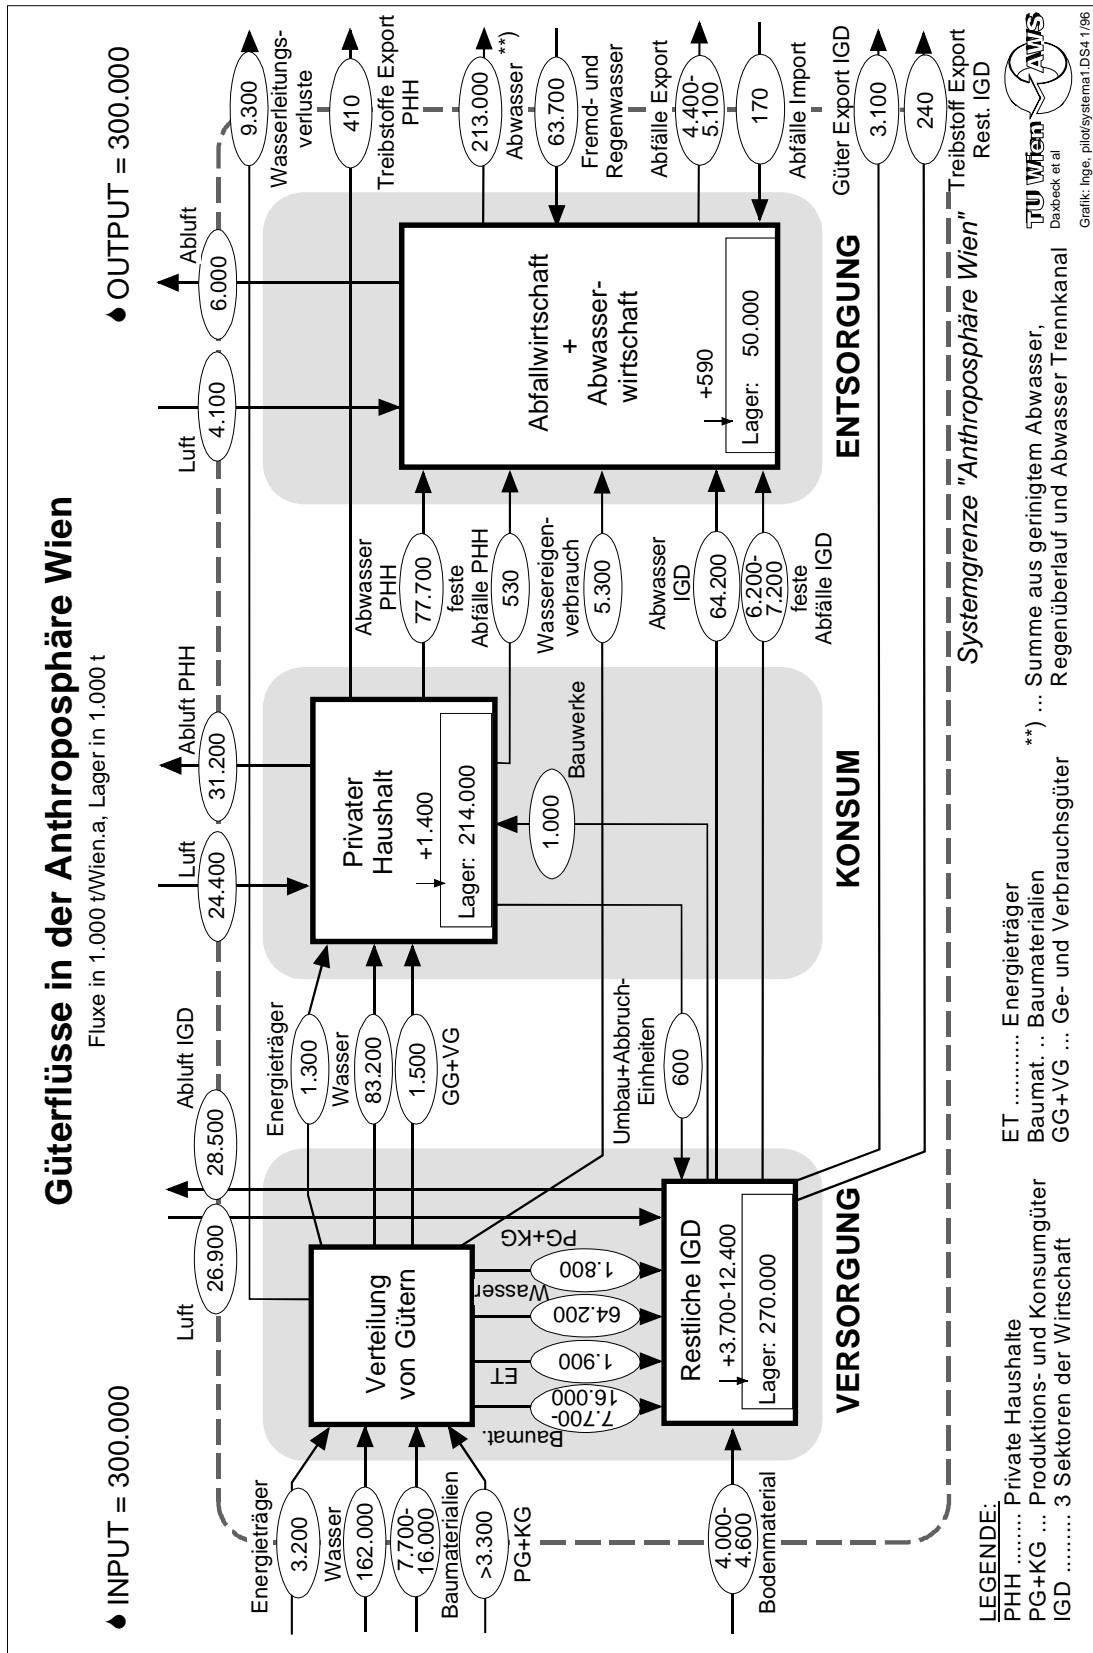 Güterflüsse in der Anthroposphäre Wien
Fluxe in 1.000 t/Wien.a, Lager in 1.000 t
INPUT = 300.000
OUTPUT = 300.000
Luft
26.900
Abluft IGD
28.500
Luft
24.400
Abluft PHH
31.200
Luft
4.100
Abluft
6.000
Energieträger
3.200
Wasser
162.000
7.700-
16.000
Baumaterialien
>3.300
PG+KG
4.000-
4.600
Bodenmaterial
Verteilung
von Gütern
Baumat.
7.700-
16.000
ET
1.900
Wasser
64.200
PG+KG
1.800
Restliche IGD
+3.700-12.400
Lager: 270.000
VERSORGUNG
Energieträger
1.300
Wasser
83.200
1.500
GG+VG
Umbau+Abbruch-
Einheiten
600
Privater
Haushalt
+1.400
Lager: 214.000
1.000
Bauwerke
KONSUM
Abwasser
PHH
77.700
feste
Abfälle PHH
530
Wassereigen-
verbrauch
5.300
Abwasser
IGD
64.200
6.200-
7.200
feste
Abfälle IGD
Abfallwirtschaft
+
Abwasser-
wirtschaft
+590
Lager: 50.000
ENTSORGUNG
9.300
Wasserleitungs-
verluste
410
Treibstoffe Export
PHH
213.000
Abwasser **)
63.700
Fremd- und
Regenwasser
Abfälle Export
4.400-
5.100
170
Abfälle Import
Güter Export IGD
3.100
240
Treibstoff Export
Rest. IGD
Systemgrenze "Anthroposphäre Wien"
LEGENDE:
PHH ........ Private Haushalte
PG+KG ... Produktions- und Konsumgüter
IGD ......... 3 Sektoren der Wirtschaft
ET ........... Energieträger
Baumat. .. Baumaterialien
GG+VG ... Ge- und Verbrauchsgüter
**) ... Summe aus gerinigtem Abwasser,
Regenüberlauf und Abwasser Trennkanal
TU Wien AWS
Daxbeck et al
Grafik: Inge, pilot/systema1.DS4 1/96